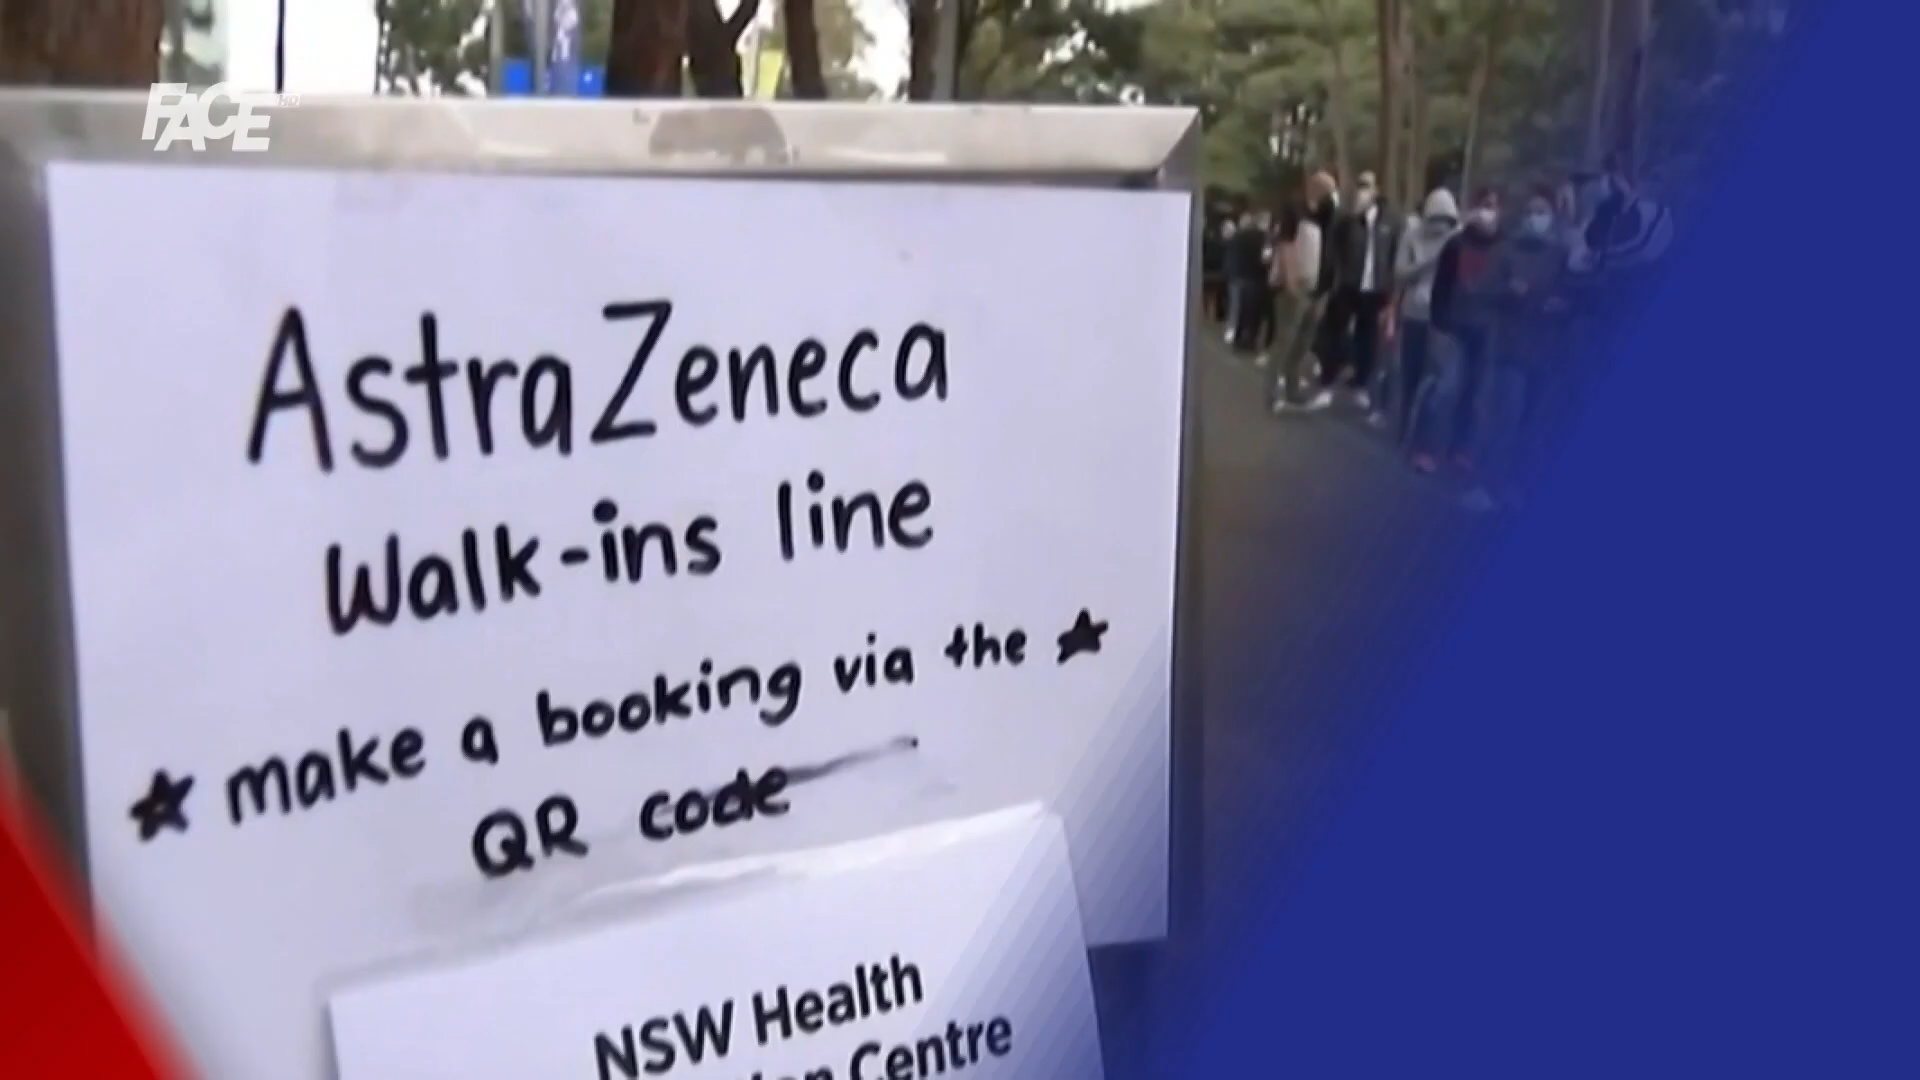 FACE HD
AstraZeneca
Walk-ins line
make a booking via the
QR code
NSW Health
Centre